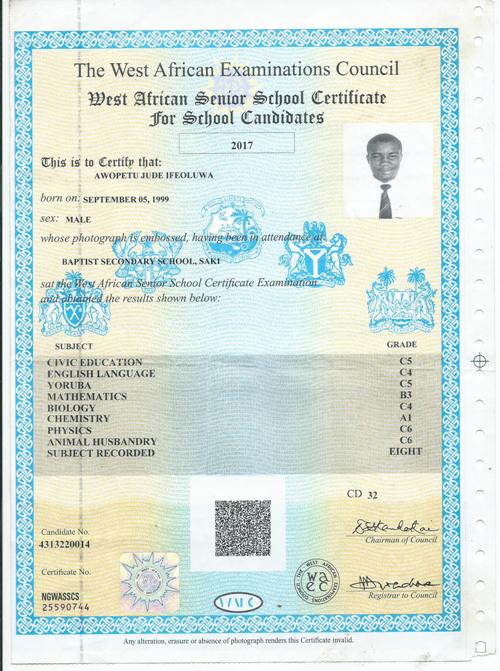 The West African Examinations Council
West African Senior School Certificate
For School Candidates
2017
This is to Certify that:
AWOPETU JUDE IFEOLUWA
born on: SEPTEMBER 05, 1999
sex: MALE
whose photograph is embossed, having been in attendance at:
BAPTIST SECONDARY SCHOOL, SAKI
sat the West African Senior School Certificate Examination
and obtained the results shown below:
SUBJECT GRADE
CIVIC EDUCATION C5
ENGLISH LANGUAGE C4
YORUBA C5
MATHEMATICS B3
BIOLOGY C4
CHEMISTRY A1
PHYSICS C6
ANIMAL HUSBANDRY C6
SUBJECT RECORDED EIGHT
CD 32
Candidate No.
4313220014
Chairman of Council
Certificate No.
NGWASSCS
25590744
Registrar to Council
Any alteration, erasure or absence of photograph renders this Certificate invalid.